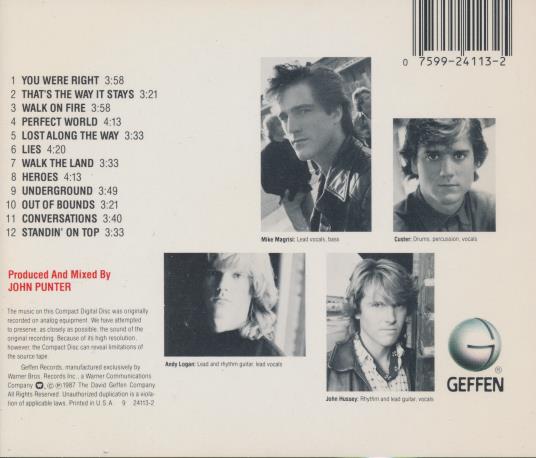 0 7599-24113-2
1 YOU WERE RIGHT 3:58
2 THAT'S THE WAY IT STAYS 3:21
3 WALK ON FIRE 3:58
4 PERFECT WORLD 4:13
5 LOST ALONG THE WAY 3:33
6 LIES 4:20
7 WALK THE LAND 3:33
8 HEROES 4:13
9 UNDERGROUND 3:49
10 OUT OF BOUNDS 3:21
11 CONVERSATIONS 3:40
12 STANDIN' ON TOP 3:33
Mike Magrisi: Lead vocals, bass
Custer: Drums, percussion, vocals
Produced And Mixed By
JOHN PUNTER
The music on this Compact Digital Disc was originally
recorded on analog equipment. We have attempted
to preserve, as closely as possible, the sound of the
original recording. Because of its high resolution,
however, the Compact Disc can reveal limitations of
the source tape.
Geffen Records, manufactured exclusively by
Warner Bros. Records Inc., a Warner Communications
Company W, © ℗ 1987 The David Geffen Company.
All Rights Reserved. Unauthorized duplication is a viola-
tion of applicable laws. Printed in U.S.A. 9 24113-2
Andy Logan: Lead and rhythm guitar, lead vocals
John Hussey: Rhythm and lead guitar, vocals
G
®
GEFFEN